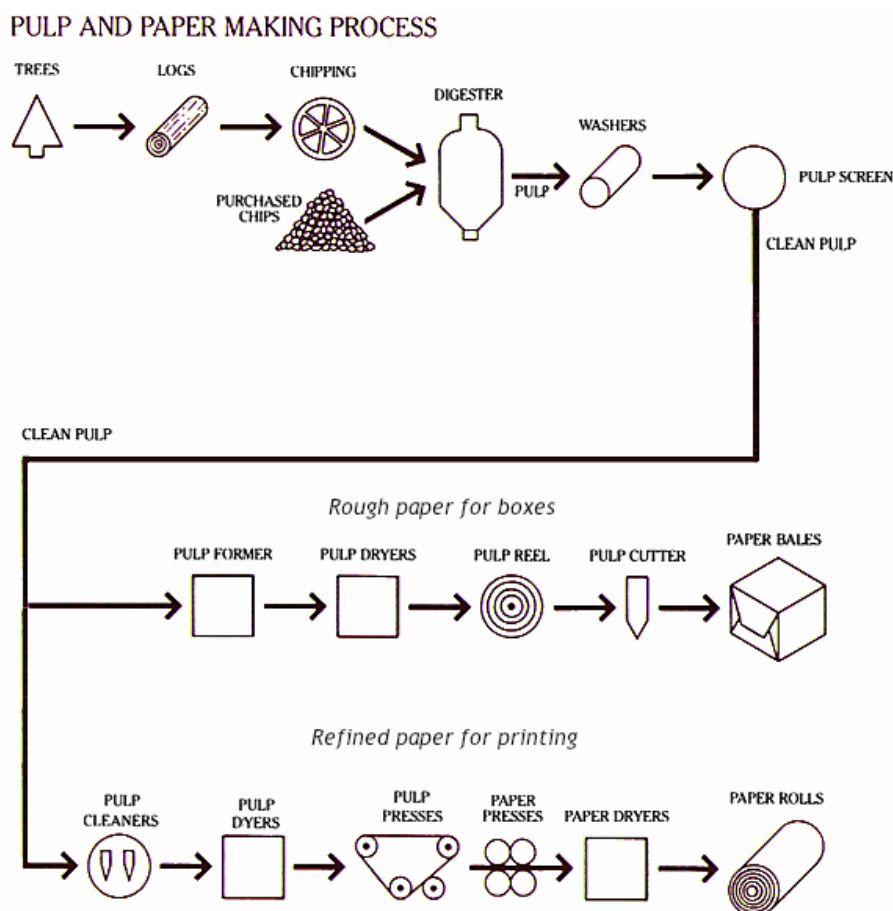 PULP AND PAPER MAKING PROCESS
TREES
LOGS
CHIPPING
DIGESTER
WASHERS
PULP SCREEN
PURCHASED
CHIPS
PULP
CLEAN PULP
CLEAN PULP
Rough paper for boxes
PULP FORMER
PULP DRYERS
PULP REEL
PULP CUTTER
PAPER BALES
Refined paper for printing
PULP
CLEANERS
PULP
DYERS
PULP
PRESSES
PAPER
PRESSES
PAPER DRYERS
PAPER ROLLS